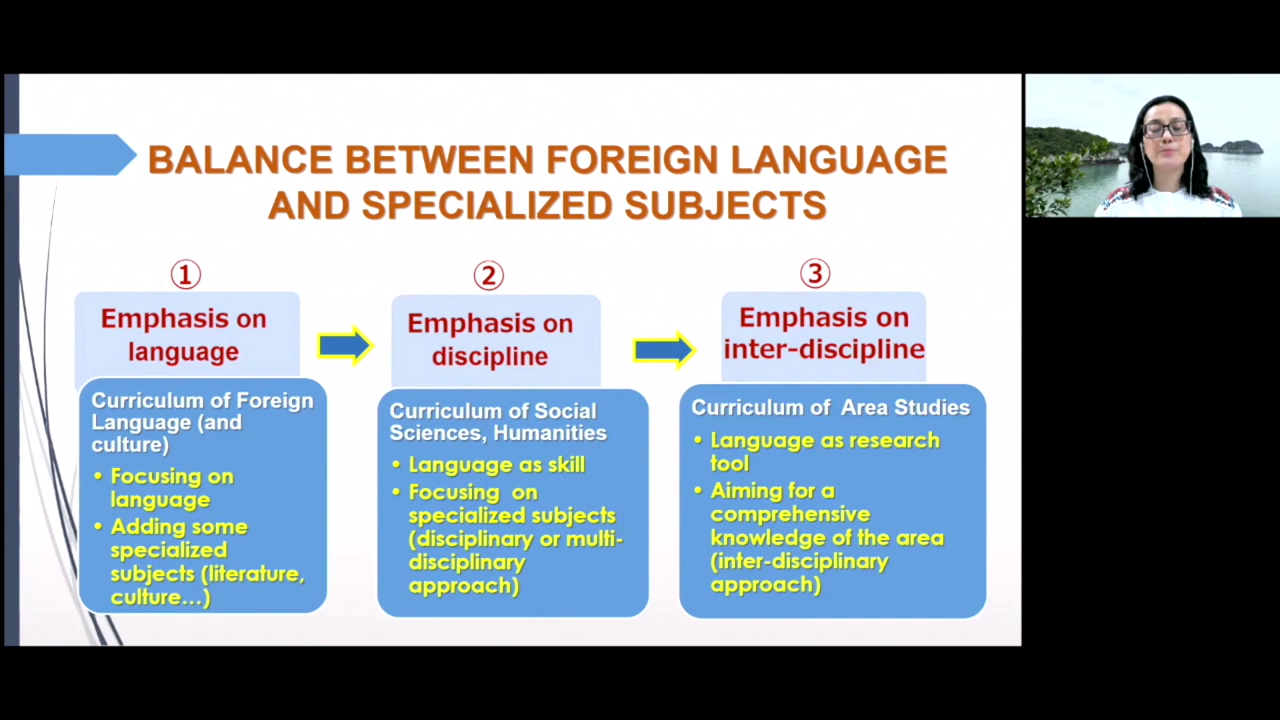 BALANCE BETWEEN FOREIGN LANGUAGE
AND SPECIALIZED SUBJECTS
①
Emphasis on
language
Curriculum of Foreign
Language (and
culture)
• Focusing on
language
• Adding some
specialized
subjects (literature,
culture...)
②
Emphasis on
discipline
Curriculum of Social
Sciences, Humanities
• Language as skill
• Focusing on
specialized subjects
(disciplinary or multi-
disciplinary
approach)
③
Emphasis on
inter-discipline
Curriculum of Area Studies
• Language as research
tool
• Aiming for a
comprehensive
knowledge of the area
(inter-disciplinary
approach)